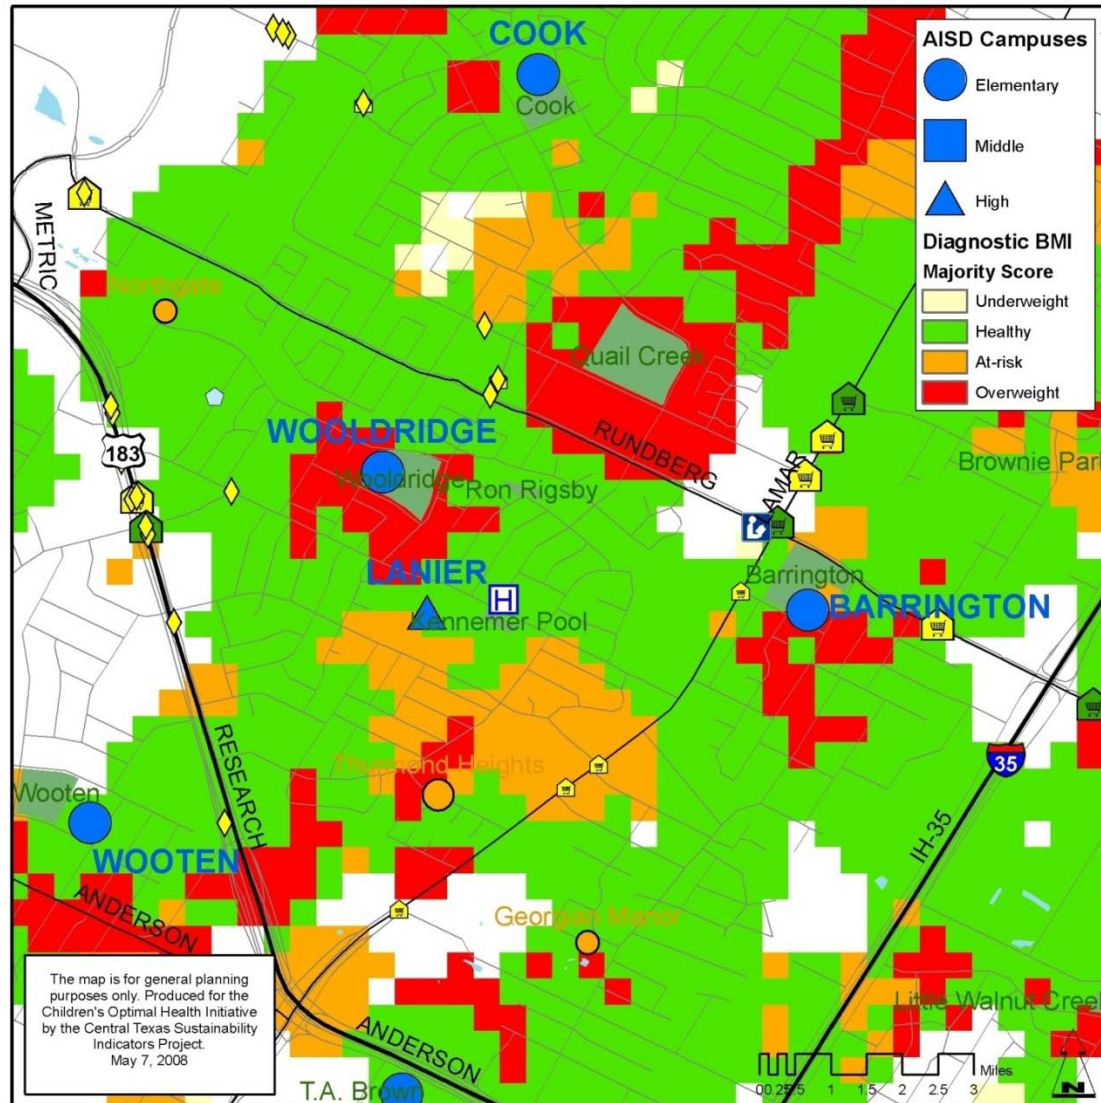 COOK
Cook
AISD Campuses
Elementary
Middle
High
Diagnostic BMI
Majority Score
Underweight
Healthy
At-risk
Overweight
METRIC
Northgate
Quail Creek
183
WOOLDRIDGE
Wooldridge
RUNDBERG
AMAR
Brownie Park
Ron Rigsby
LANIER
H
Kennemer Pool
Barrington
BARRINGTON
RESEARCH
Thurmond Heights
35
IH-35
Wooten
WOOTEN
ANDERSON
Georgian Manor
Little Walnut Creek
The map is for general planning
purposes only. Produced for the
Children's Optimal Health Initiative
by the Central Texas Sustainability
Indicators Project.
May 7, 2008
ANDERSON
T.A. Brown
Miles
00.25.5 1 1.5 2 2.5 3
N